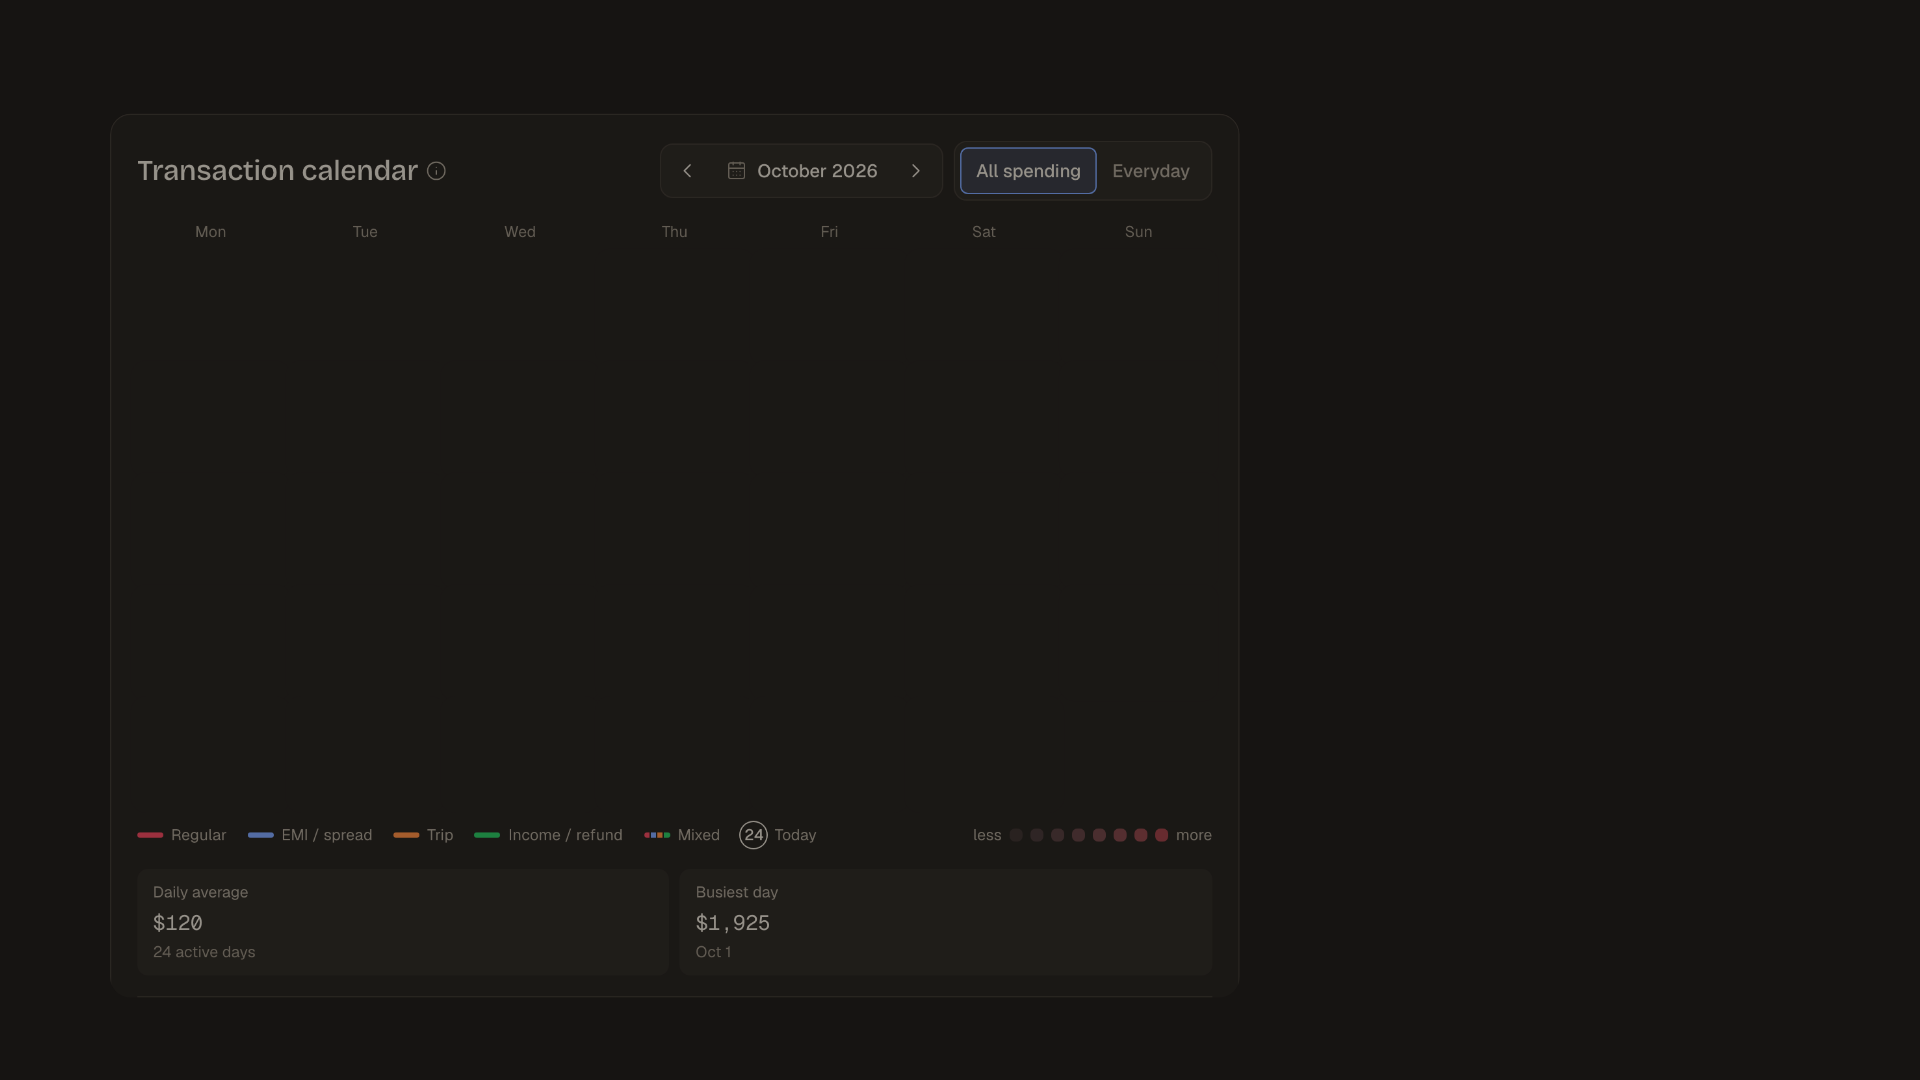 Transaction calendar
October 2026
All spending
Everyday
Mon Tue Wed Thu Fri Sat Sun
Regular EMI / spread Trip Income / refund Mixed 24 Today
less more
Daily average
$120
24 active days
Busiest day
$1,925
Oct 1